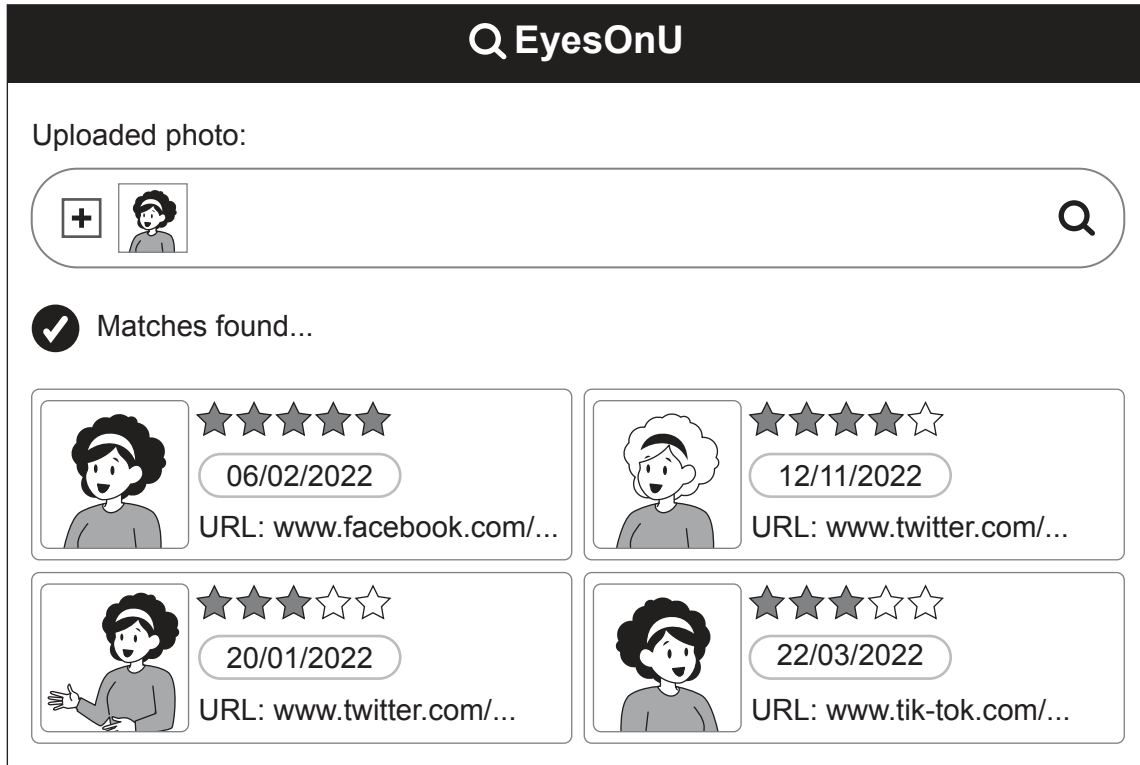 EyesOnU
Uploaded photo:
Matches found...
06/02/2022
URL: www.facebook.com/...
12/11/2022
URL: www.twitter.com/...
20/01/2022
URL: www.twitter.com/...
22/03/2022
URL: www.tik-tok.com/...